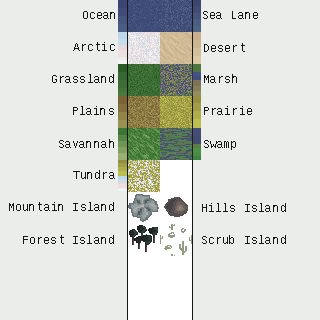 Ocean Sea Lane
Arctic Desert
Grassland Marsh
Plains Prairie
Savannah Swamp
Tundra
Mountain Island Hills Island
Forest Island Scrub Island